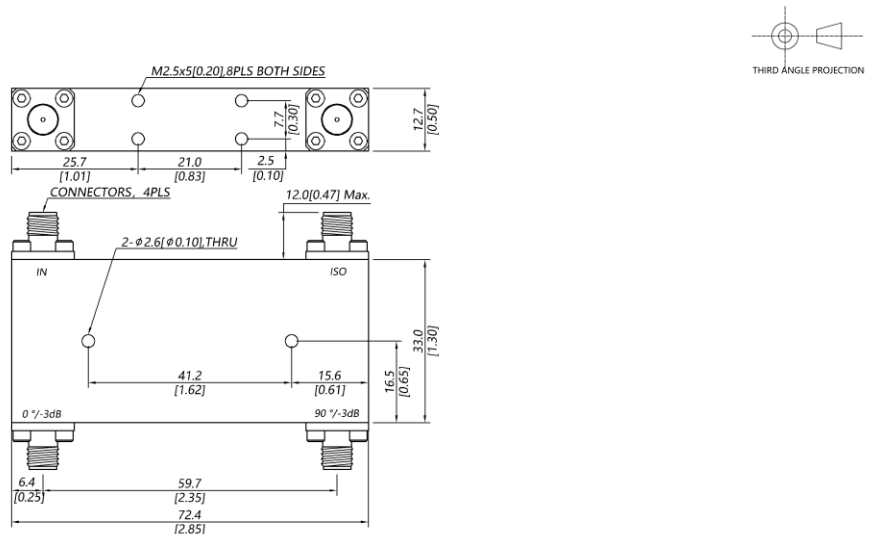 THIRD ANGLE PROJECTION
M2.5x5[0.20],8PLS BOTH SIDES
7.7
[0.30]
12.7
[0.50]
25.7
[1.01]
21.0
[0.83]
2.5
[0.10]
CONNECTORS, 4PLS
12.0[0.47] Max.
2-Φ2.6[Φ0.10],THRU
IN
ISO
33.0
[1.30]
41.2
[1.62]
15.6
[0.61]
16.5
[0.65]
0 °/-3dB
90 °/-3dB
6.4
[0.25]
59.7
[2.35]
72.4
[2.85]